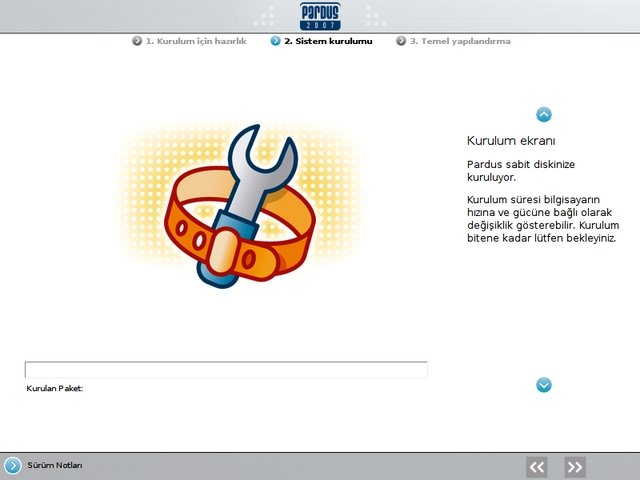 PARDUS
2007
1. Kurulum için hazırlık
2. Sistem kurulumu
3. Temel yapılandırma
Kurulum ekranı
Pardus sabit diskinize
kuruluyor.
Kurulum süresi bilgisayarın
hızına ve gücüne bağlı olarak
değişiklik gösterebilir. Kurulum
bitene kadar lütfen bekleyiniz.
Kurulan Paket:
Sürüm Notları